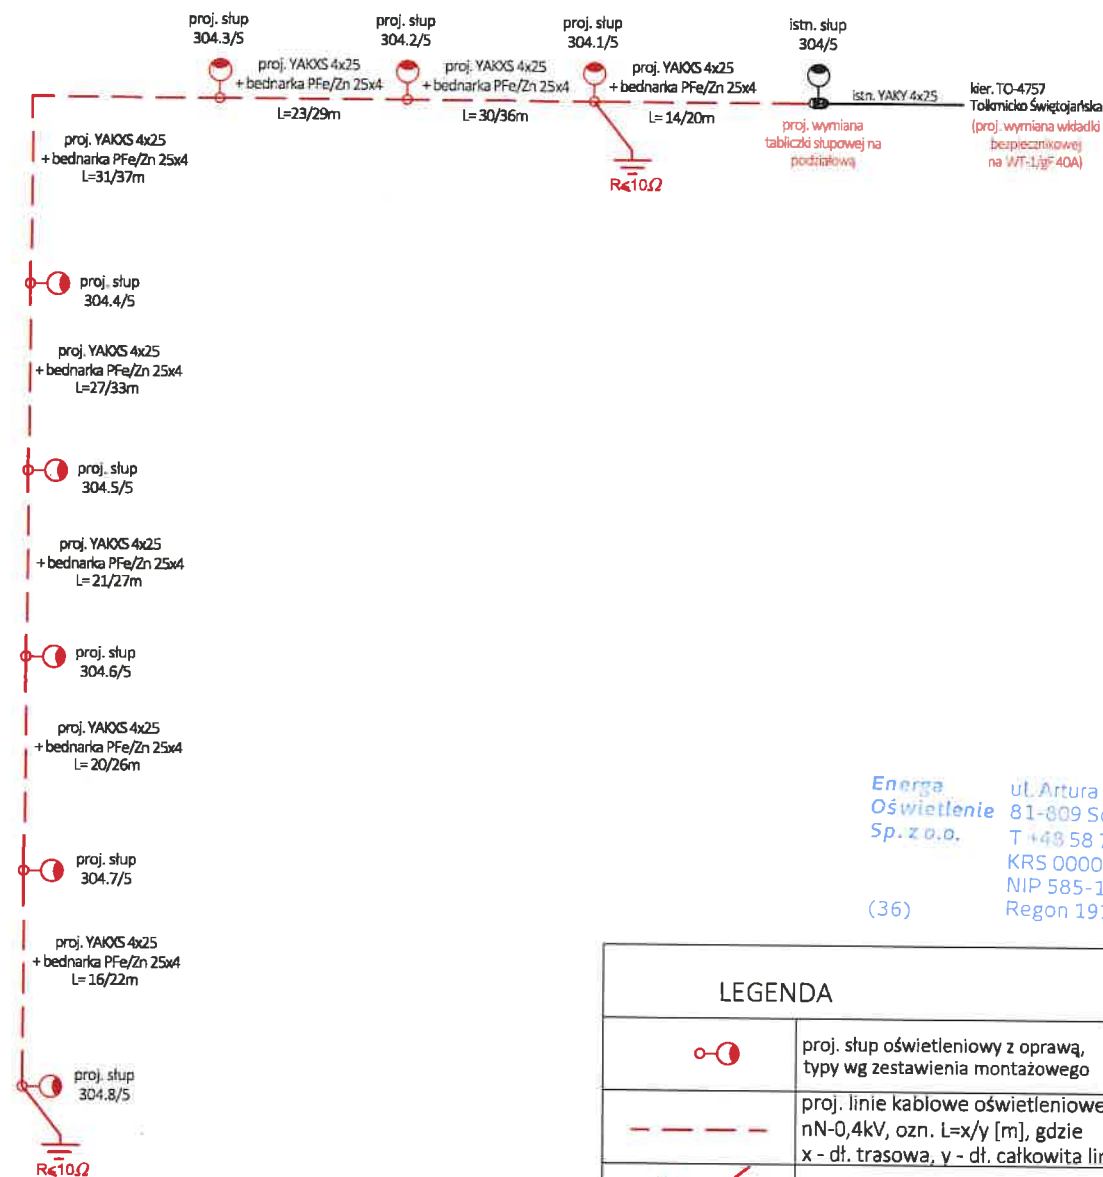 proj. słup
304.3/5
proj. słup
304.2/5
proj. słup
304.1/5
istn. słup
304/5
proj. YAKXS 4x25
+ bednarka PFe/Zn 25x4
L=23/29m
proj. YAKXS 4x25
+ bednarka PFe/Zn 25x4
L=30/36m
proj. YAKXS 4x25
+ bednarka PFe/Zn 25x4
L= 14/20m
istn. YAKY 4x25
kier. TO-4757
Tolkmicko Świętojańska
(proj. wymiana wkładki
bezpiecznikowej
na WT-1/gF 40A)
proj. wymiana
tabliczki słupowej na
podziałową
R≤10Ω
proj. YAKXS 4x25
+ bednarka PFe/Zn 25x4
L=31/37m
proj. słup
304.4/5
proj. YAKXS 4x25
+ bednarka PFe/Zn 25x4
L=27/33m
proj. słup
304.5/5
proj. YAKXS 4x25
+ bednarka PFe/Zn 25x4
L= 21/27m
proj. słup
304.6/5
proj. YAKXS 4x25
+ bednarka PFe/Zn 25x4
L= 20/26m
proj. słup
304.7/5
proj. YAKXS 4x25
+ bednarka PFe/Zn 25x4
L= 16/22m
proj. słup
304.8/5
R≤10Ω
Energa
Oświetlenie
Sp. z o.o.
(36)
ul. Artura
81-809 So
T +48 58 7
KRS 0000
NIP 585-1
Regon 191
LEGENDA
proj. słup oświetleniowy z oprawą,
typy wg zestawienia montażowego
proj. linie kablowe oświetleniowe
nN-0,4kV, ozn. L=x/y [m], gdzie
x - dł. trasowa, y - dł. całkowita lin